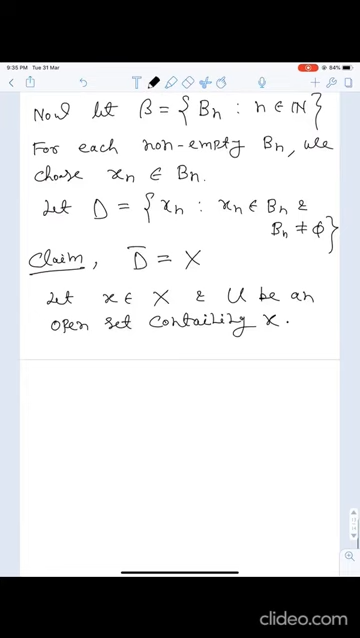 9:35 PM Tue 31 Mar 84%
Now let β = { Bn : n ∈ ℕ }
For each non-empty Bn, we
choose xn ∈ Bn.
Let D = { xn : xn ∈ Bn &
Bn ≠ ϕ }
Claim, D̅ = X
Let x ∈ X & U be an
open set containing x.
clideo.com